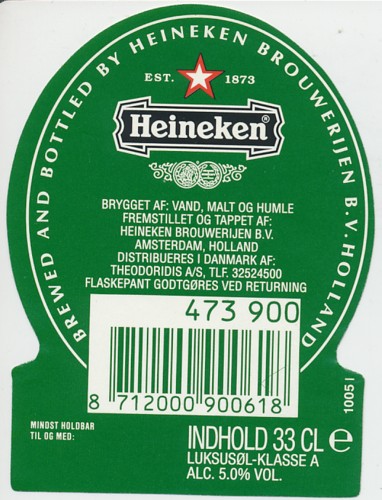 BREWED AND BOTTLED BY HEINEKEN BROUWERIJEN B.V. HOLLAND
EST. 1873
Heineken®
BRYGGET AF: VAND, MALT OG HUMLE
FREMSTILLET OG TAPPET AF:
HEINEKEN BROUWERIJEN B.V.
AMSTERDAM, HOLLAND
DISTRIBUERES I DANMARK AF:
THEODORIDIS A/S, TLF. 32524500
FLASKEPANT GODTGØRES VED RETURNING
473 900
8 712000 900618
10051
MINDST HOLDBAR
TIL OG MED:
INDHOLD 33 CL e
LUKSUSØL-KLASSE A
ALC. 5.0% VOL.